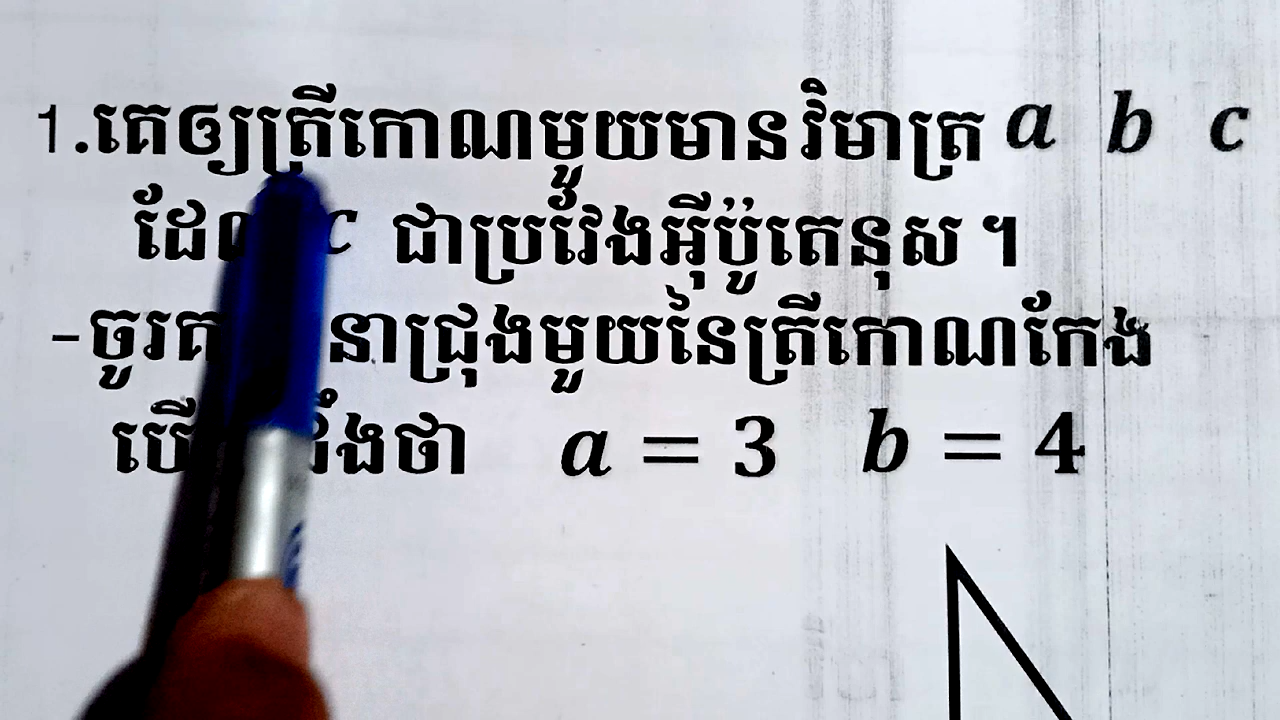 1.គេឲ្យត្រីកោណមួយមានវិមាត្រ a b c
c ជាប្រវែងអ៊ីប៉ូតេនុស ។
-ចូរ ជ្រុងមួយនៃត្រីកោណកែង
ថា a = 3 b = 4